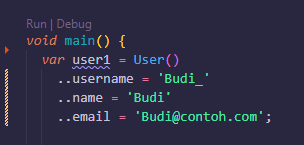 Run | Debug
void main() {
var user1 = User()
..username = 'Budi_'
..name = 'Budi'
..email = 'Budi@contoh.com';